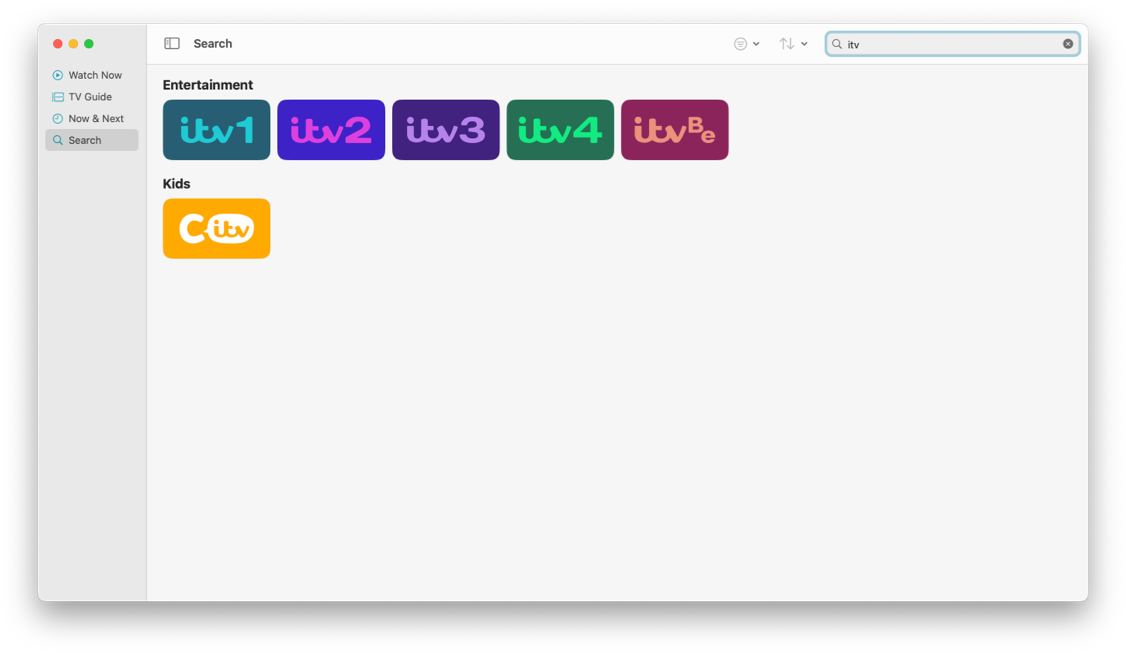 Search
itv
Watch Now
TV Guide
Now & Next
Search
Entertainment
itv1
itv2
itv3
itv4
itvBe
Kids
Citv